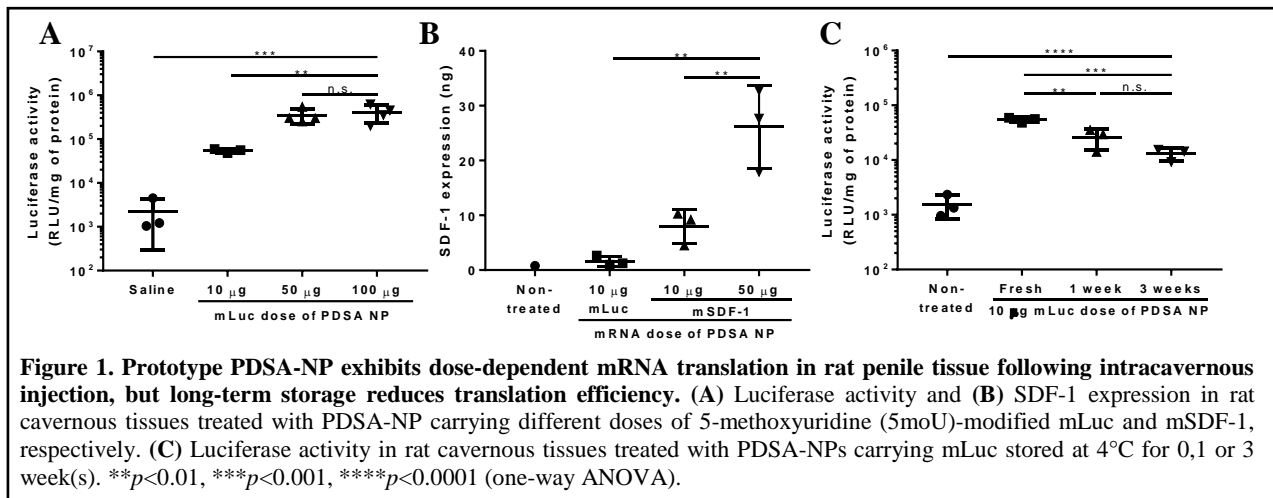 A
B
C
***
**
n.s.
Luciferase activity
(RLU/mg of protein)
10⁷
10⁶
10⁵
10⁴
10³
10²
Saline
10 μg
50 μg
100 μg
mLuc dose of PDSA NP
**
**
SDF-1 expression (ng)
40
30
20
10
0
Non-
treated
10 μg
mLuc
10 μg
50 μg
mSDF-1
mRNA dose of PDSA NP
****
***
**
n.s.
Luciferase activity
(RLU/mg of protein)
10⁶
10⁵
10⁴
10³
10²
Non-
treated
Fresh
1 week
3 weeks
10 μg mLuc dose of PDSA NP
Figure 1. Prototype PDSA-NP exhibits dose-dependent mRNA translation in rat penile tissue following intracavernous
injection, but long-term storage reduces translation efficiency. (A) Luciferase activity and (B) SDF-1 expression in rat
cavernous tissues treated with PDSA-NP carrying different doses of 5-methoxyuridine (5moU)-modified mLuc and mSDF-1,
respectively. (C) Luciferase activity in rat cavernous tissues treated with PDSA-NPs carrying mLuc stored at 4°C for 0,1 or 3
week(s). **p<0.01, ***p<0.001, ****p<0.0001 (one-way ANOVA).